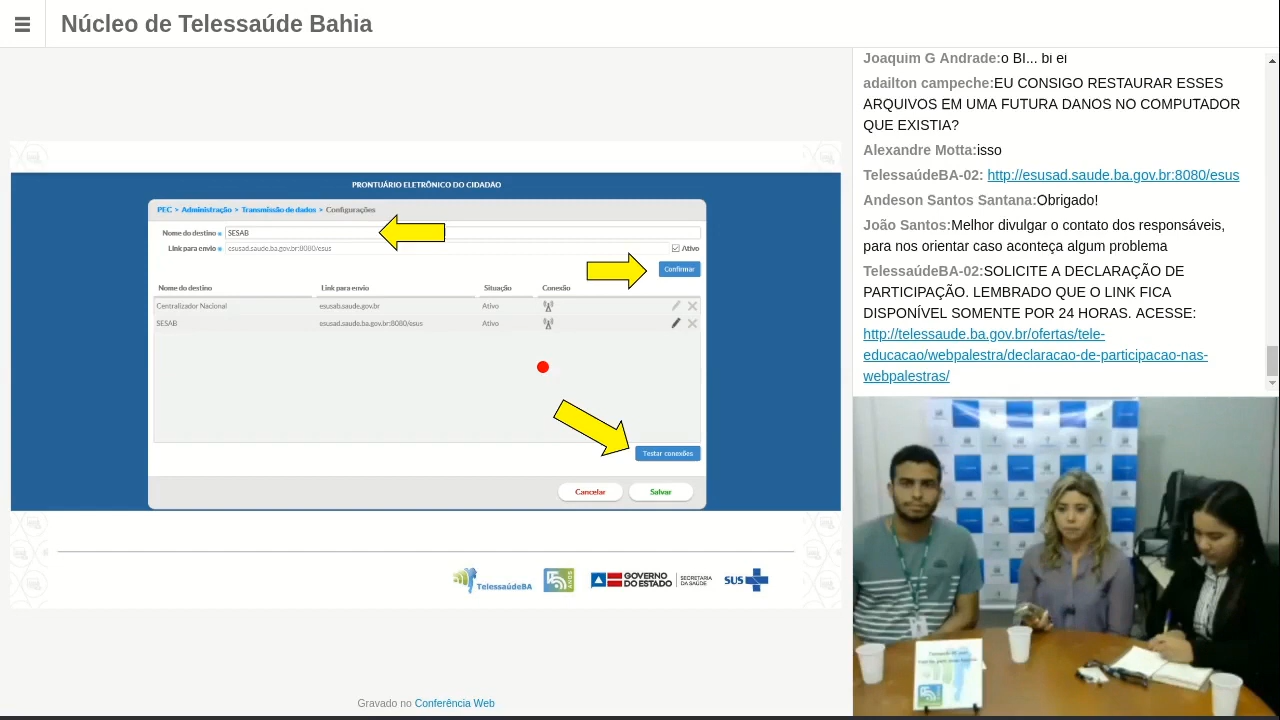 Núcleo de Telessaúde Bahia
PRONTUÁRIO ELETRÔNICO DO CIDADÃO
PEC > Administração > Transmissão de dados > Configurações
Nome do destino SESAB
Link para envio esusad.saude.ba.gov.br:8080/esus Ativo
Confirmar
Nome do destino Link para envio Situação Conexão
Centralizador Nacional esusab.saude.gov.br Ativo
SESAB esusad.saude.ba.gov.br:8080/esus Ativo
Testar conexões
Cancelar Salvar
TelessaúdeBA
GOVERNO
DO ESTADO
SECRETARIA
DA SAÚDE
SUS
Gravado no Conferência Web
Joaquim G Andrade:o BI... bi ei
adailton campeche:EU CONSIGO RESTAURAR ESSES
ARQUIVOS EM UMA FUTURA DANOS NO COMPUTADOR
QUE EXISTIA?
Alexandre Motta:isso
TelessaúdeBA-02: http://esusad.saude.ba.gov.br:8080/esus
Andeson Santos Santana:Obrigado!
João Santos:Melhor divulgar o contato dos responsáveis,
para nos orientar caso aconteça algum problema
TelessaúdeBA-02:SOLICITE A DECLARAÇÃO DE
PARTICIPAÇÃO. LEMBRADO QUE O LINK FICA
DISPONÍVEL SOMENTE POR 24 HORAS. ACESSE:
http://telessaude.ba.gov.br/ofertas/tele-
educacao/webpalestra/declaracao-de-participacao-nas-
webpalestras/